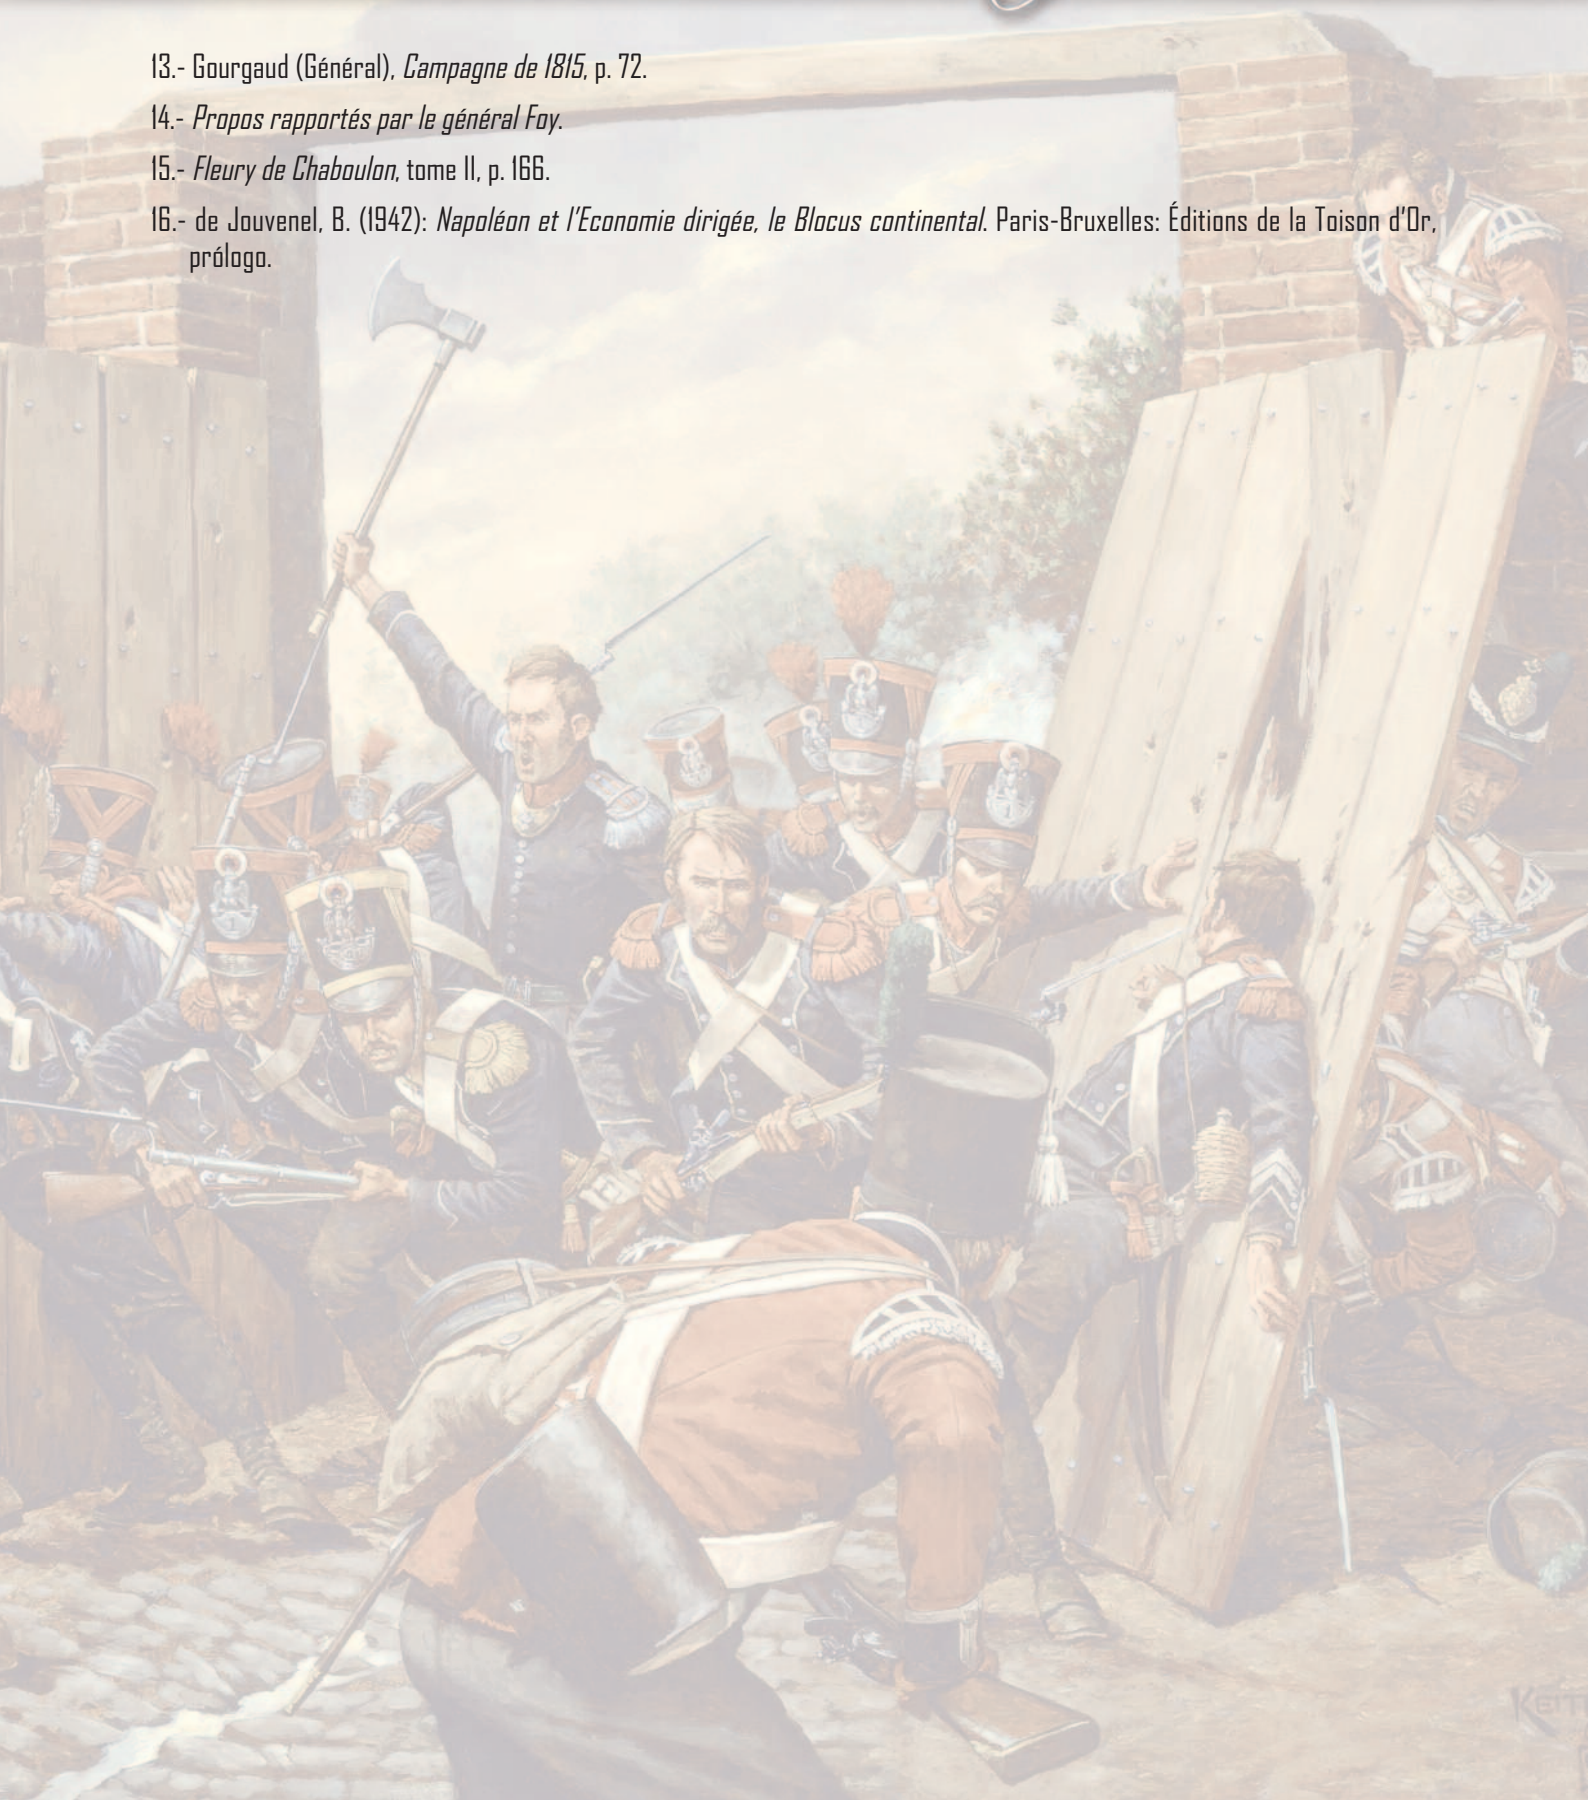 13.- Gourgaud (Général), Campagne de 1815, p. 72.
14.- Propos rapportés par le général Foy.
15.- Fleury de Chaboulon, tome II, p. 166.
16.- de Jouvenel, B. (1942): Napoléon et l'Economie dirigée, le Blocus continental. Paris-Bruxelles: Éditions de la Toison d'Or,
prólogo.